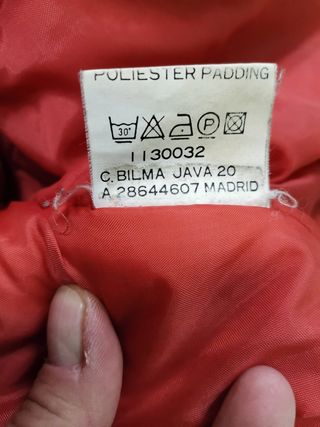 POLIESTER PADDING
30°
P
1130032
C, BILMA JAVA 20
A 28644607 MADRID